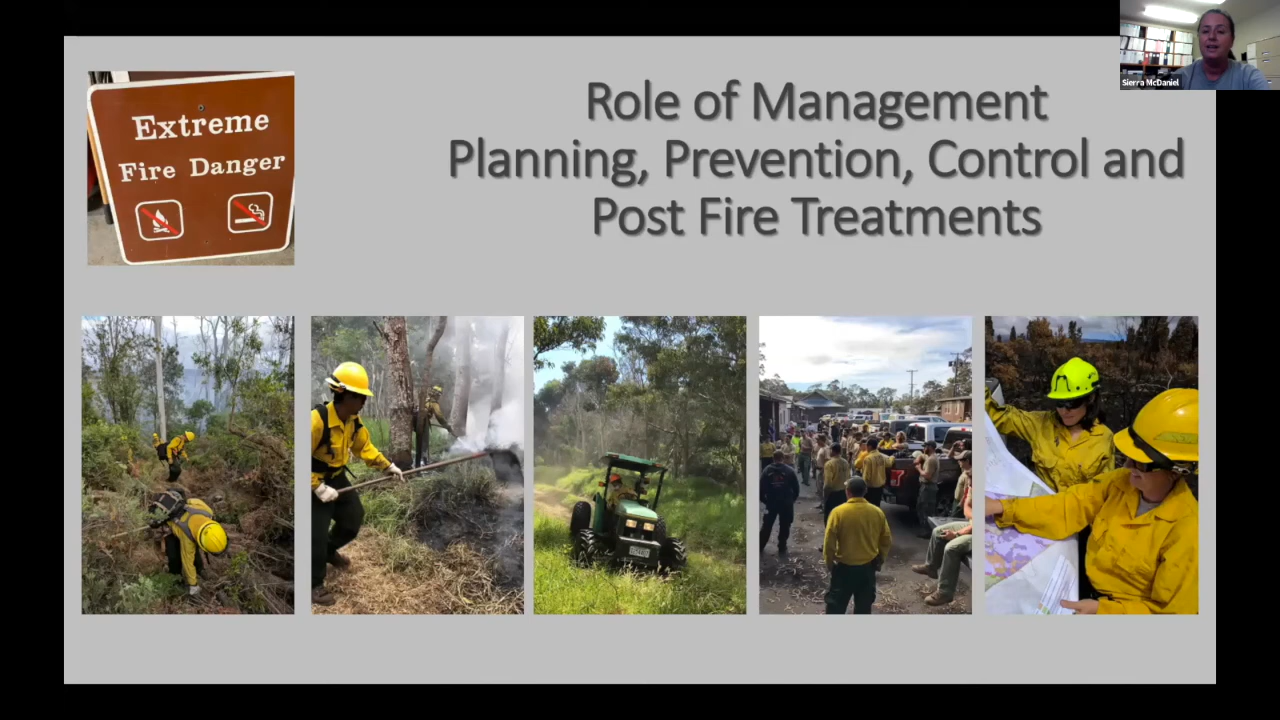 Extreme
Fire Danger
Role of Management
Planning, Prevention, Control and
Post Fire Treatments
Sierra McDaniel